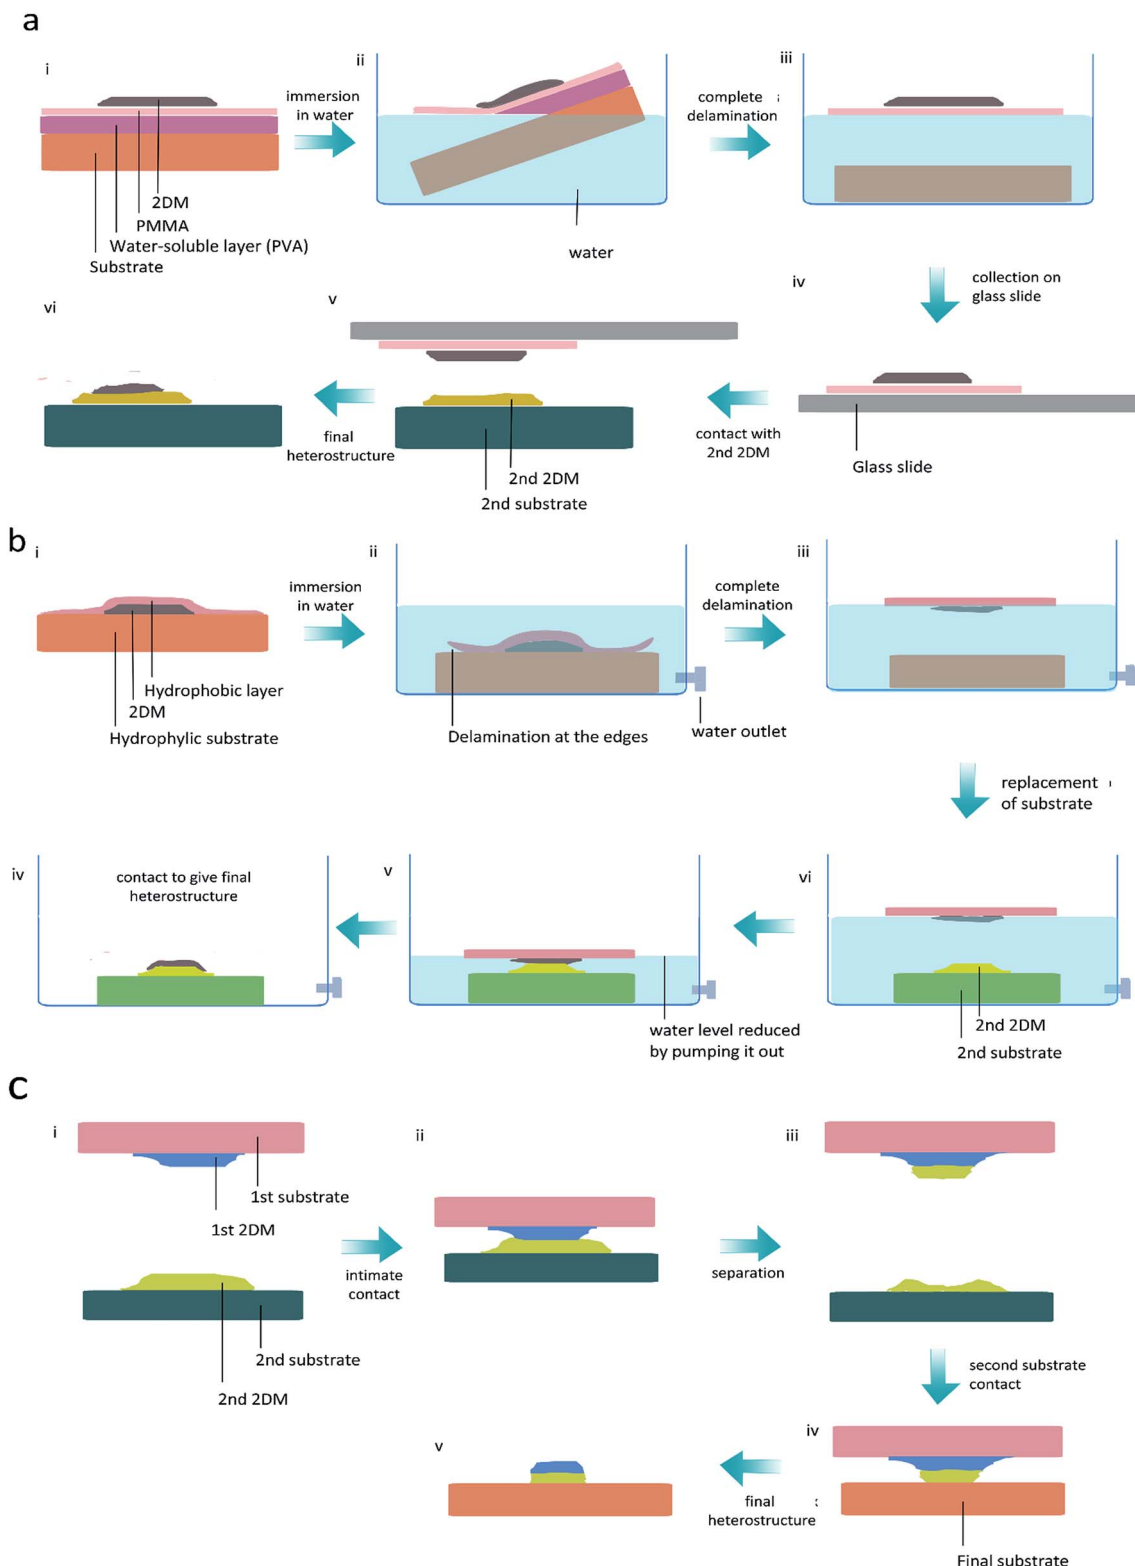 a
i
immersion
in water
ii
complete
delamination
iii
2DM
PMMA
Water-soluble layer (PVA)
Substrate
water
collection on
glass slide
iv
v
vi
final
heterostructure
contact with
2nd 2DM
Glass slide
2nd 2DM
2nd substrate
b
i
immersion
in water
ii
complete
delamination
iii
Hydrophobic layer
2DM
Hydrophylic substrate
Delamination at the edges
water outlet
replacement
of substrate
iv
contact to give final
heterostructure
v
vi
water level reduced
by pumping it out
2nd 2DM
2nd substrate
C
i
ii
iii
1st substrate
1st 2DM
intimate
contact
separation
2nd substrate
2nd 2DM
second substrate
contact
iv
v
final
heterostructure
Final substrate